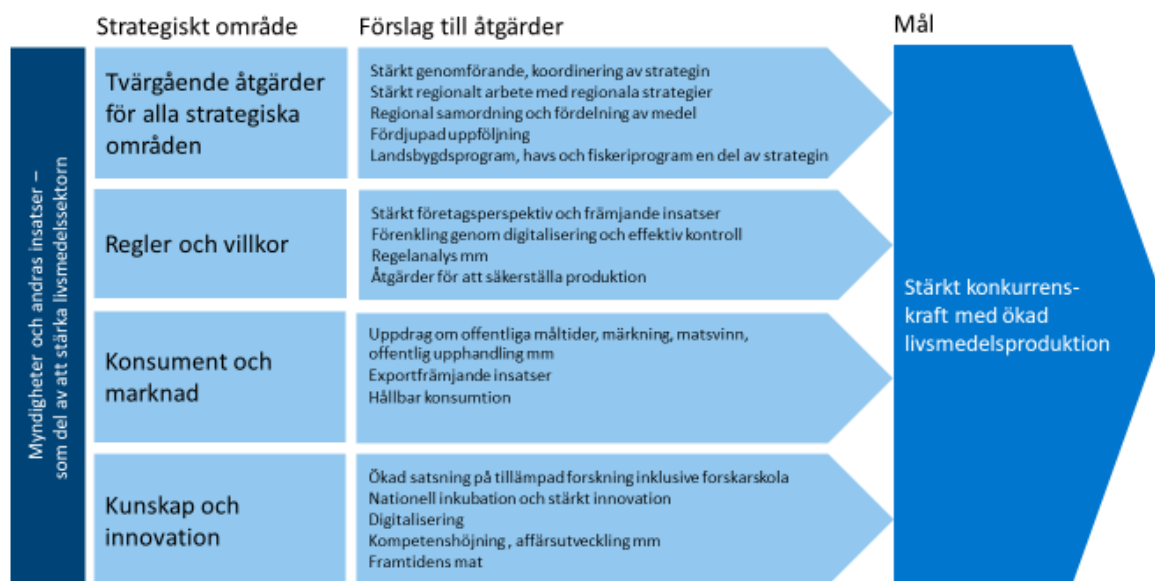 Strategiskt område
Förslag till åtgärder
Mål
Myndigheter och andras insatser –
som del av att stärka livsmedelssektorn
Tvärgående åtgärder
för alla strategiska
områden
Stärkt genomförande, koordinering av strategin
Stärkt regionalt arbete med regionala strategier
Regional samordning och fördelning av medel
Fördjupad uppföljning
Landsbygdsprogram, havs och fiskeriprogram en del av strategin
Regler och villkor
Stärkt företagsperspektiv och främjande insatser
Förenkling genom digitalisering och effektiv kontroll
Regelanalys mm
Åtgärder för att säkerställa produktion
Konsument och
marknad
Uppdrag om offentliga måltider, märkning, matsvinn,
offentlig upphandling mm
Exportfrämjande insatser
Hållbar konsumtion
Kunskap och
innovation
Ökad satsning på tillämpad forskning inklusive forskarskola
Nationell inkubation och stärkt innovation
Digitalisering
Kompetenshöjning , affärsutveckling mm
Framtidens mat
Stärkt konkurrens-
kraft med ökad
livsmedelsproduktion